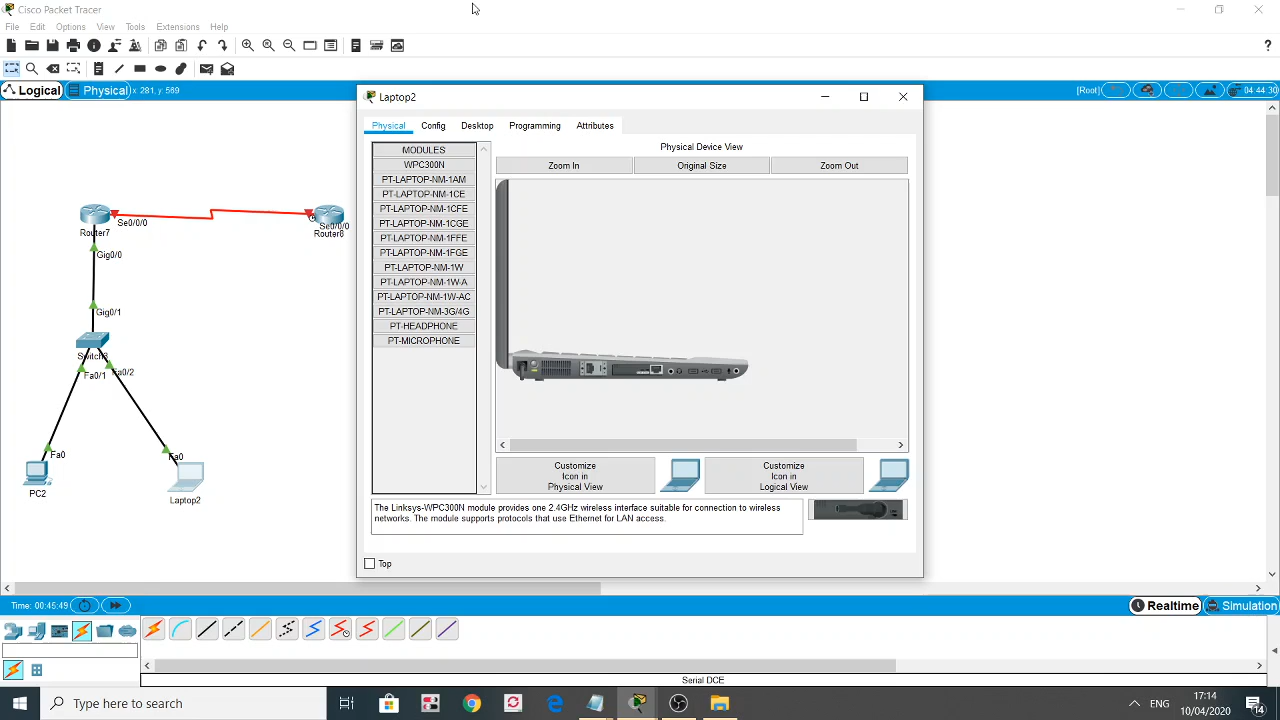 Cisco Packet Tracer
File Edit Options View Tools Extensions Help
Logical Physical x: 281, y: 569 [Root] 04:44:30
Laptop2
Physical Config Desktop Programming Attributes
MODULES
WPC300N
PT-LAPTOP-NM-1AM
PT-LAPTOP-NM-1CE
PT-LAPTOP-NM-1CFE
PT-LAPTOP-NM-1CGE
PT-LAPTOP-NM-1FFE
PT-LAPTOP-NM-1FGE
PT-LAPTOP-NM-1W
PT-LAPTOP-NM-1W-A
PT-LAPTOP-NM-1W-AC
PT-LAPTOP-NM-3G/4G
PT-HEADPHONE
PT-MICROPHONE
Physical Device View
Zoom In Original Size Zoom Out
Customize
Icon in
Physical View
Customize
Icon in
Logical View
The Linksys-WPC300N module provides one 2.4GHz wireless interface suitable for connection to wireless
networks. The module supports protocols that use Ethernet for LAN access.
Top
Se0/0/0
Router7
Se0/0/0
Gig0/0
Gig0/1
Switch3
Fa0/1
Fa0/2
Fa0
Fa0
PC2
Laptop2
Time: 00:45:49
Realtime Simulation
Serial DCE
Type here to search
ENG
17:14
10/04/2020
14